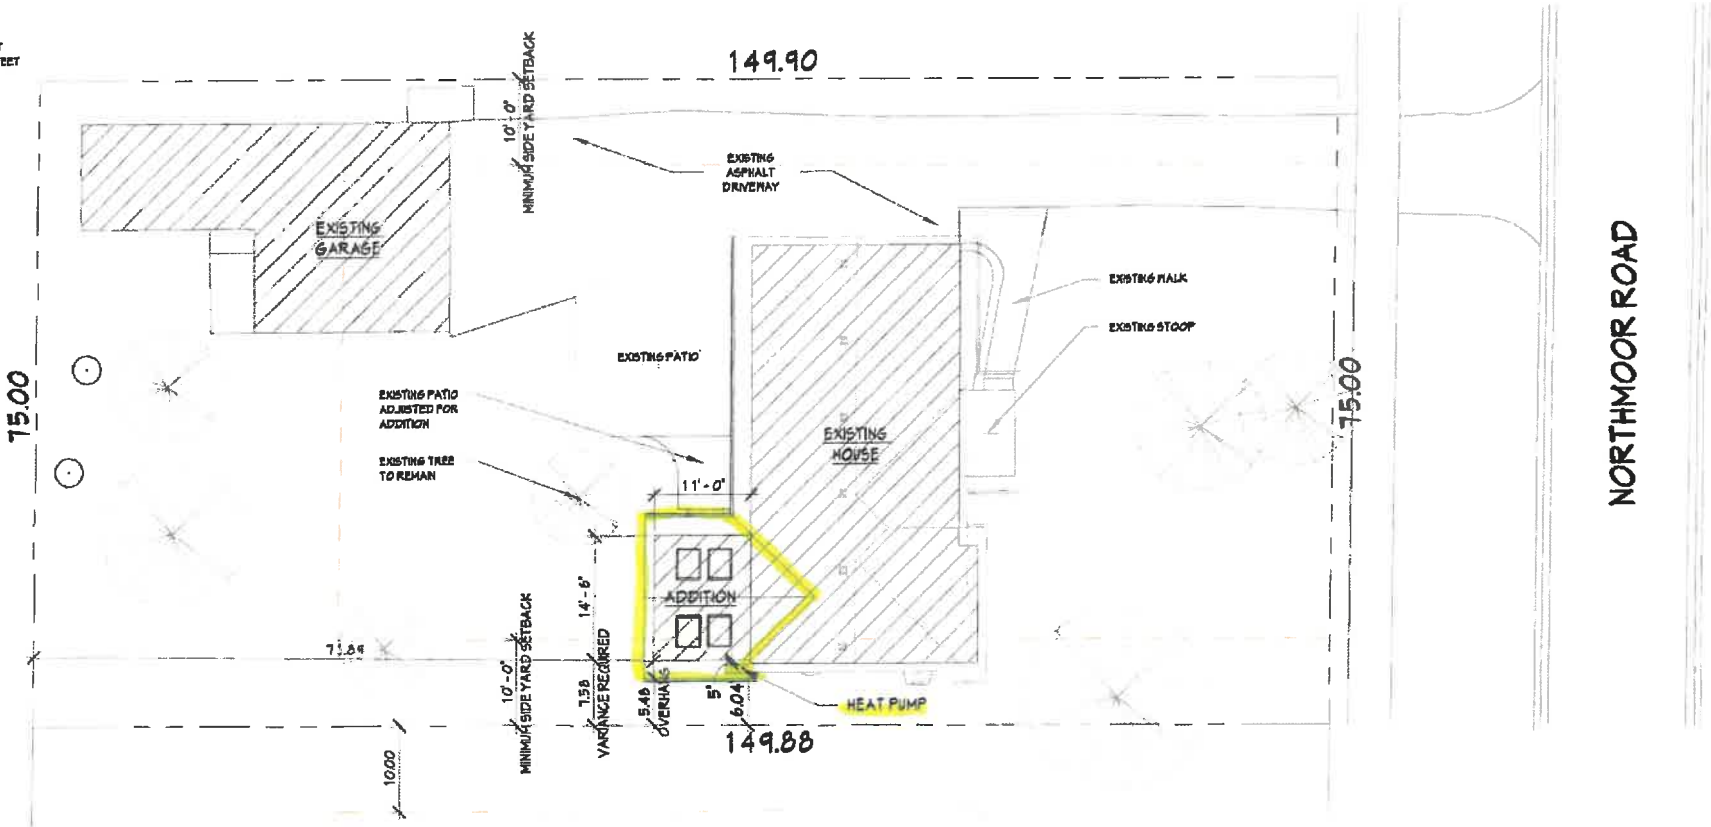 EET
149.90
10'-0"
MINIMUM SIDE YARD SETBACK
EXISTING
ASPHALT
DRIVEWAY
EXISTING
GARAGE
EXISTING WALK
EXISTING STOOP
EXISTING PATIO
EXISTING PATIO
ADJUSTED FOR
ADDITION
EXISTING TREE
TO REMAIN
EXISTING
HOUSE
75.00
75.00
NORTHMOOR ROAD
11'-0"
14'-6"
ADDITION
71.89
10'-0"
MINIMUM SIDE YARD SETBACK
7.58
VARIANCE REQUIRED
5.48
OVERHANG
5"
6.04
HEAT PUMP
149.88
10.00